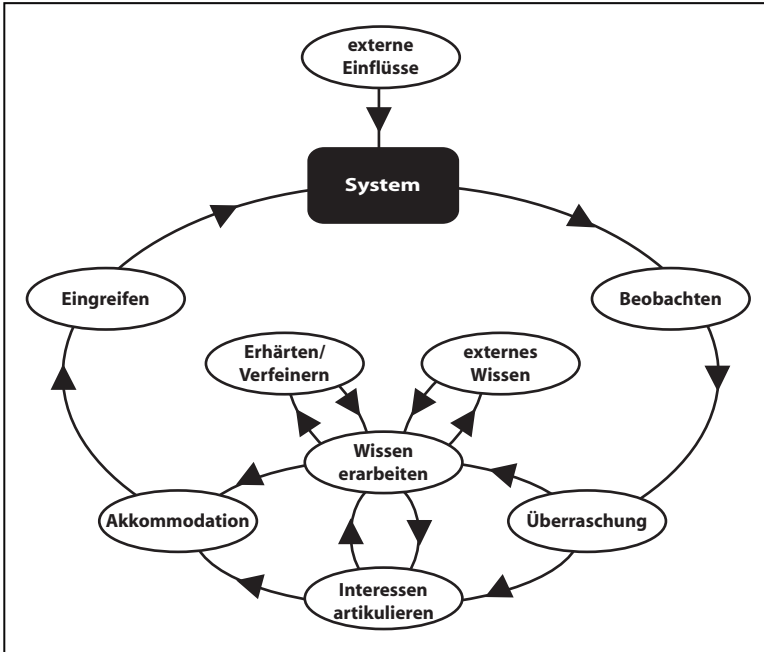 externe
Einflüsse
System
Eingreifen
Beobachten
Erhärten/
Verfeinern
externes
Wissen
Wissen
erarbeiten
Akkommodation
Überraschung
Interessen
artikulieren